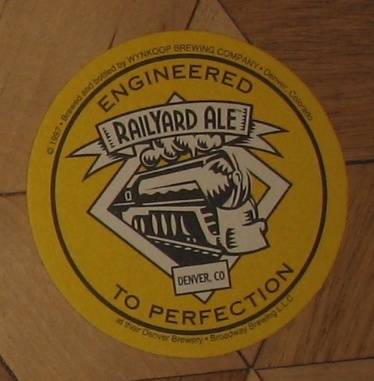 © 1997 • Brewed and bottled by WYNKOOP BREWING COMPANY • Denver, Colorado
ENGINEERED
RAILYARD ALE
DENVER, CO
TO PERFECTION
at their Denver Brewery • Broadway Brewing LLC